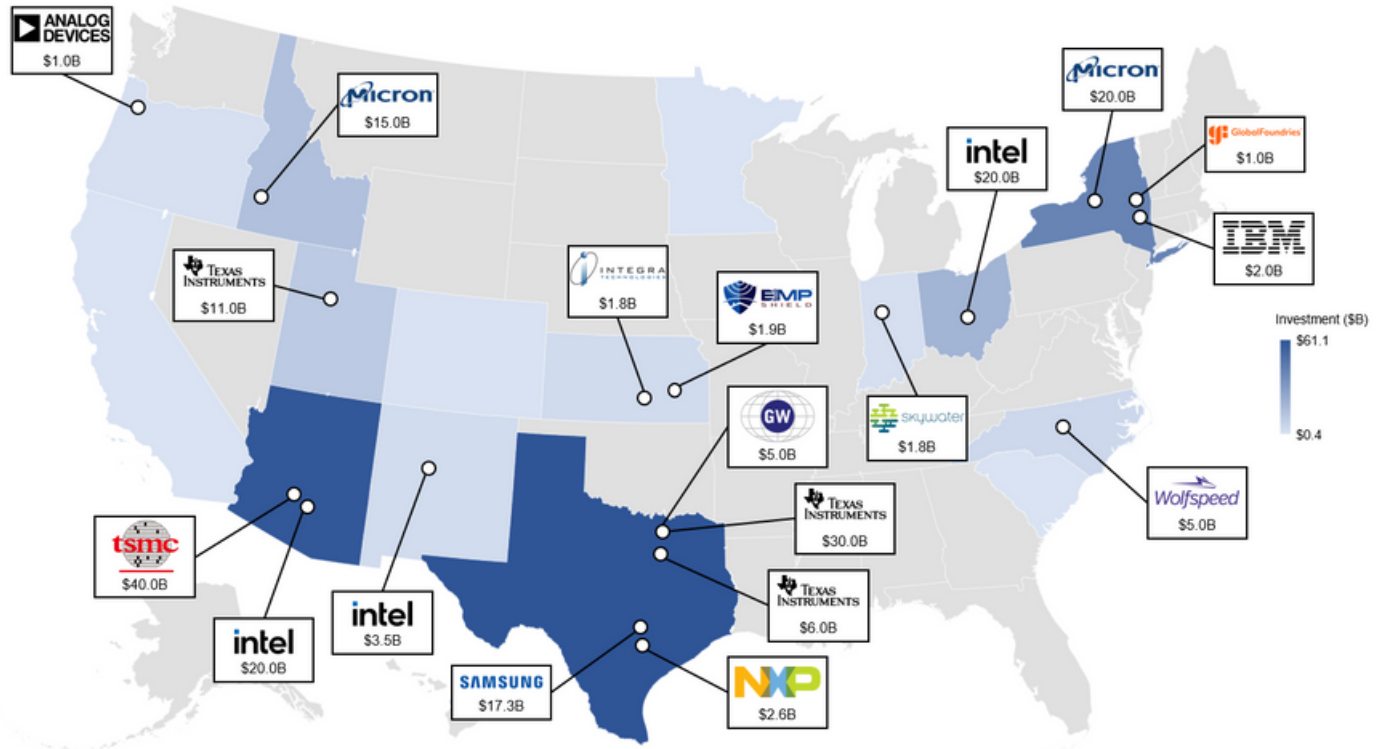 ANALOG
DEVICES
$1.0B
Micron
$15.0B
Micron
$20.0B
GlobalFoundries
$1.0B
intel
$20.0B
IBM
$2.0B
TEXAS
INSTRUMENTS
$11.0B
INTEGRA
TECHNOLOGIES
$1.8B
EMP
SHIELD
$1.9B
Investment ($B)
$61.1
$0.4
GW
$5.0B
skywater
$1.8B
Wolfspeed
$5.0B
TEXAS
INSTRUMENTS
$30.0B
tsmc
$40.0B
TEXAS
INSTRUMENTS
$6.0B
intel
$3.5B
intel
$20.0B
SAMSUNG
$17.3B
NXP
$2.6B